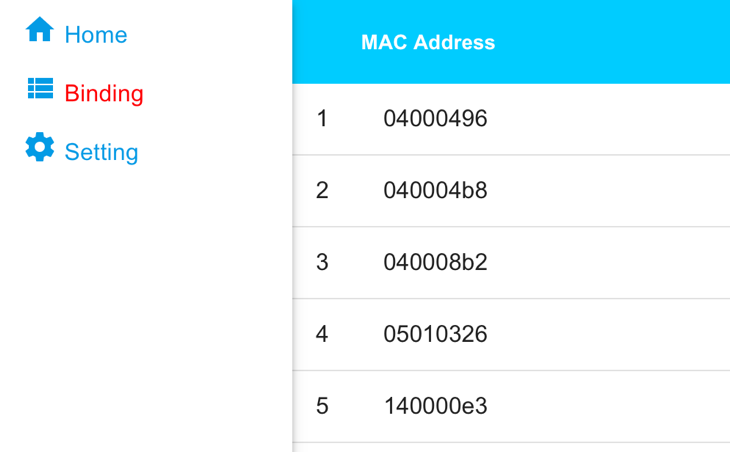 Home
Binding
Setting
MAC Address
1 04000496
2 040004b8
3 040008b2
4 05010326
5 140000e3